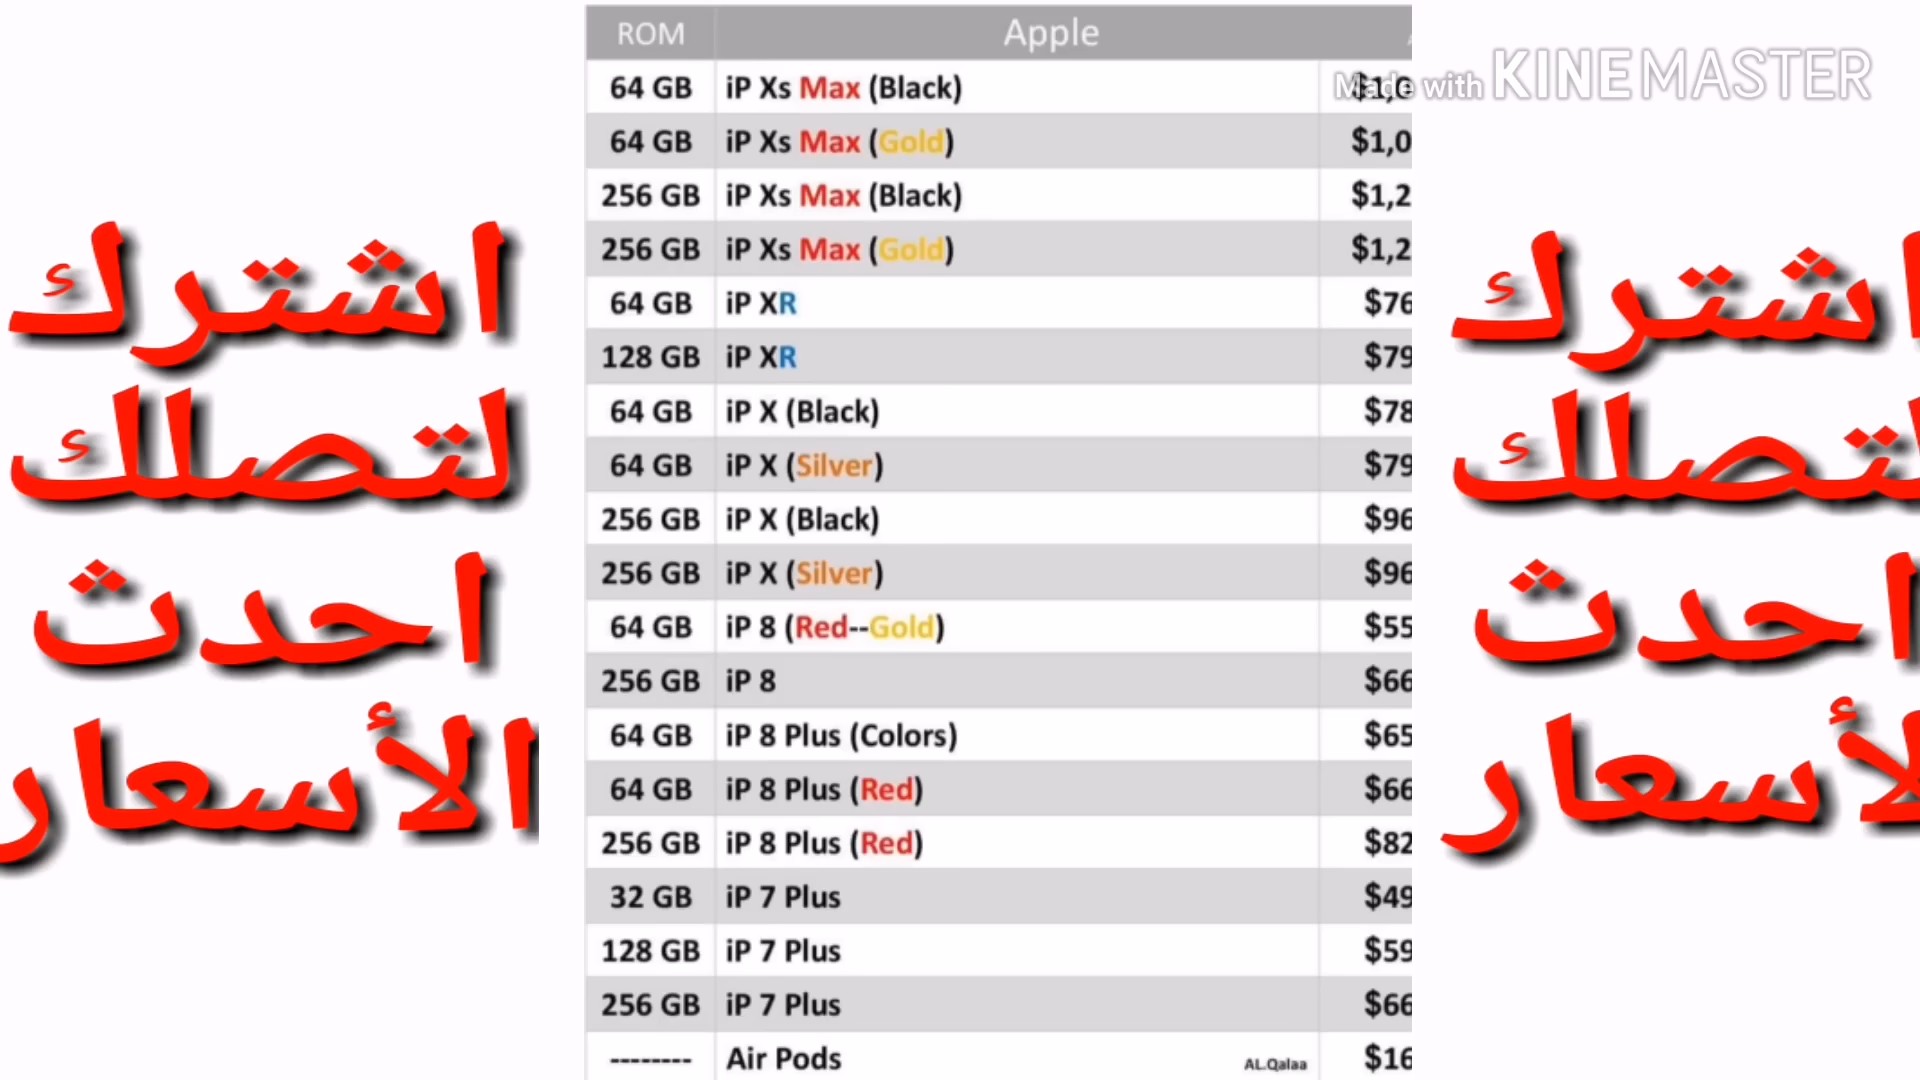 ROM Apple
64 GB iP Xs Max (Black) $1,0
64 GB iP Xs Max (Gold) $1,0
256 GB iP Xs Max (Black) $1,2
256 GB iP Xs Max (Gold) $1,2
64 GB iP XR $76
128 GB iP XR $79
64 GB iP X (Black) $78
64 GB iP X (Silver) $79
256 GB iP X (Black) $96
256 GB iP X (Silver) $96
64 GB iP 8 (Red--Gold) $55
256 GB iP 8 $66
64 GB iP 8 Plus (Colors) $65
64 GB iP 8 Plus (Red) $66
256 GB iP 8 Plus (Red) $82
32 GB iP 7 Plus $49
128 GB iP 7 Plus $59
256 GB iP 7 Plus $66
-------- Air Pods AL.Qalaa $16
Made with KINEMASTER
اشترك
لتصلك
احدث
الأسعار
اشترك
لتصلك
احدث
لأسعار